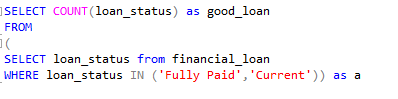 SELECT COUNT(loan_status) as good_loan
FROM
(
SELECT loan_status from financial_loan
WHERE loan_status IN ('Fully Paid','Current')) as a